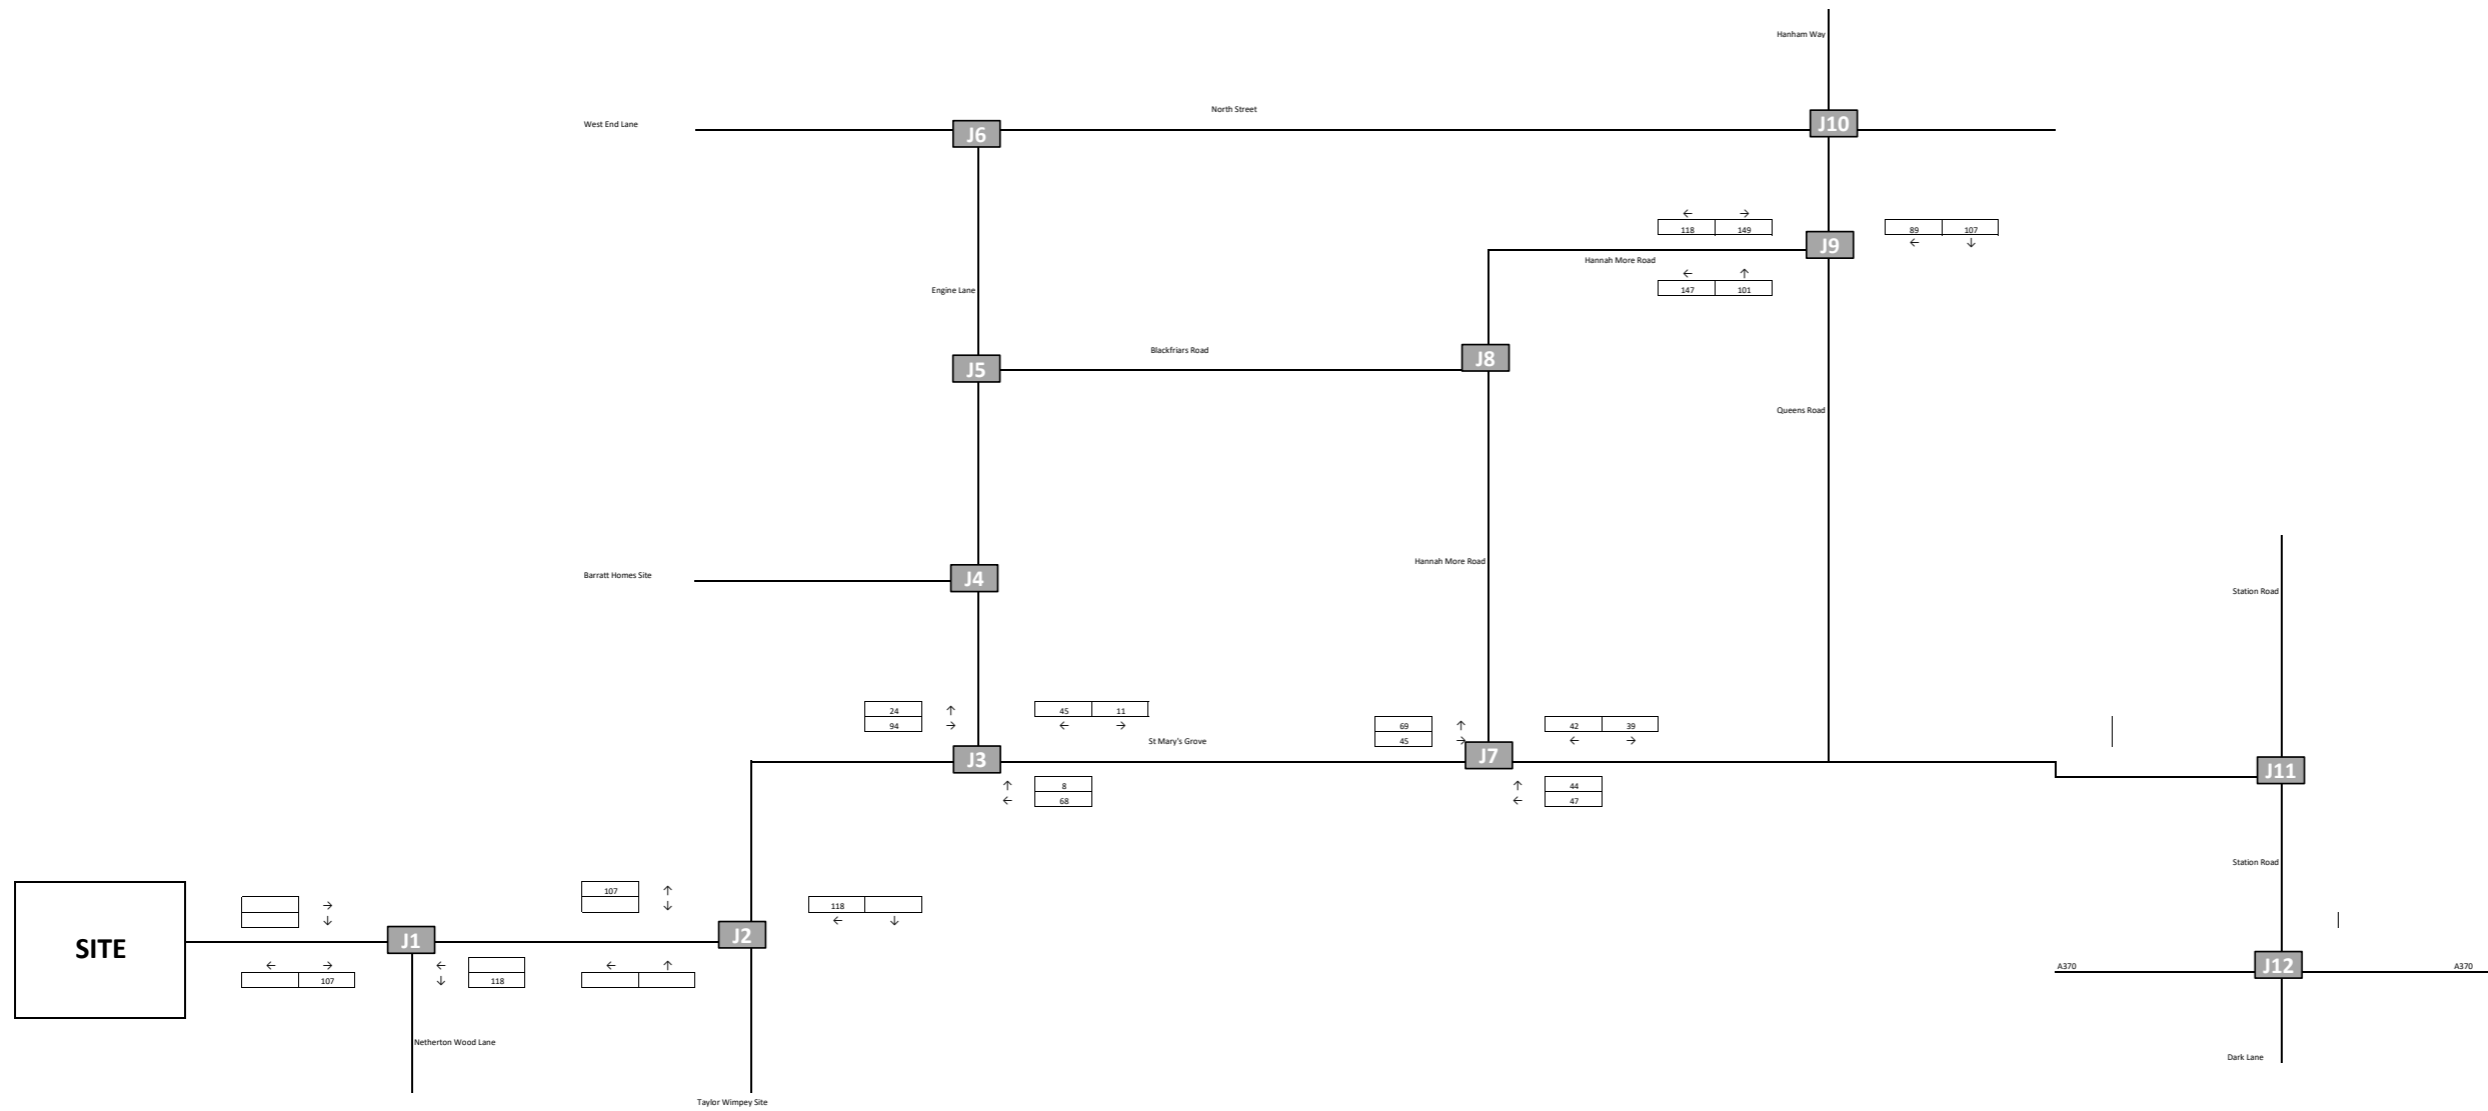 Hanham Way
North Street
West End Lane
J6
J10
← →
118 149
89 107
← ↓
J9
Hannah More Road
← ↑
147 101
Engine Lane
Blackfriars Road
J8
J5
Queens Road
Hannah More Road
Barratt Homes Site
J4
Station Road
24 ↑
94 →
45 11
← →
69 ↑
45 →
42 39
← →
St Mary's Grove
J3
J7
J11
↑ 8
← 68
↑ 44
← 47
Station Road
107 ↑
↓
→
↓
118
← ↓
SITE
J1
J2
← →
107
←
↓ 118
← ↑
A370
J12
A370
Netherton Wood Lane
Dark Lane
Taylor Wimpey Site